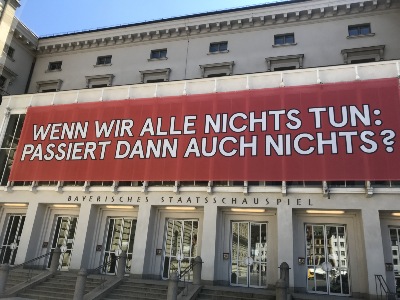 WENN WIR ALLE NICHTS TUN:
PASSIERT DANN AUCH NICHTS?
BAYERISCHES STAATSSCHAUSPIEL